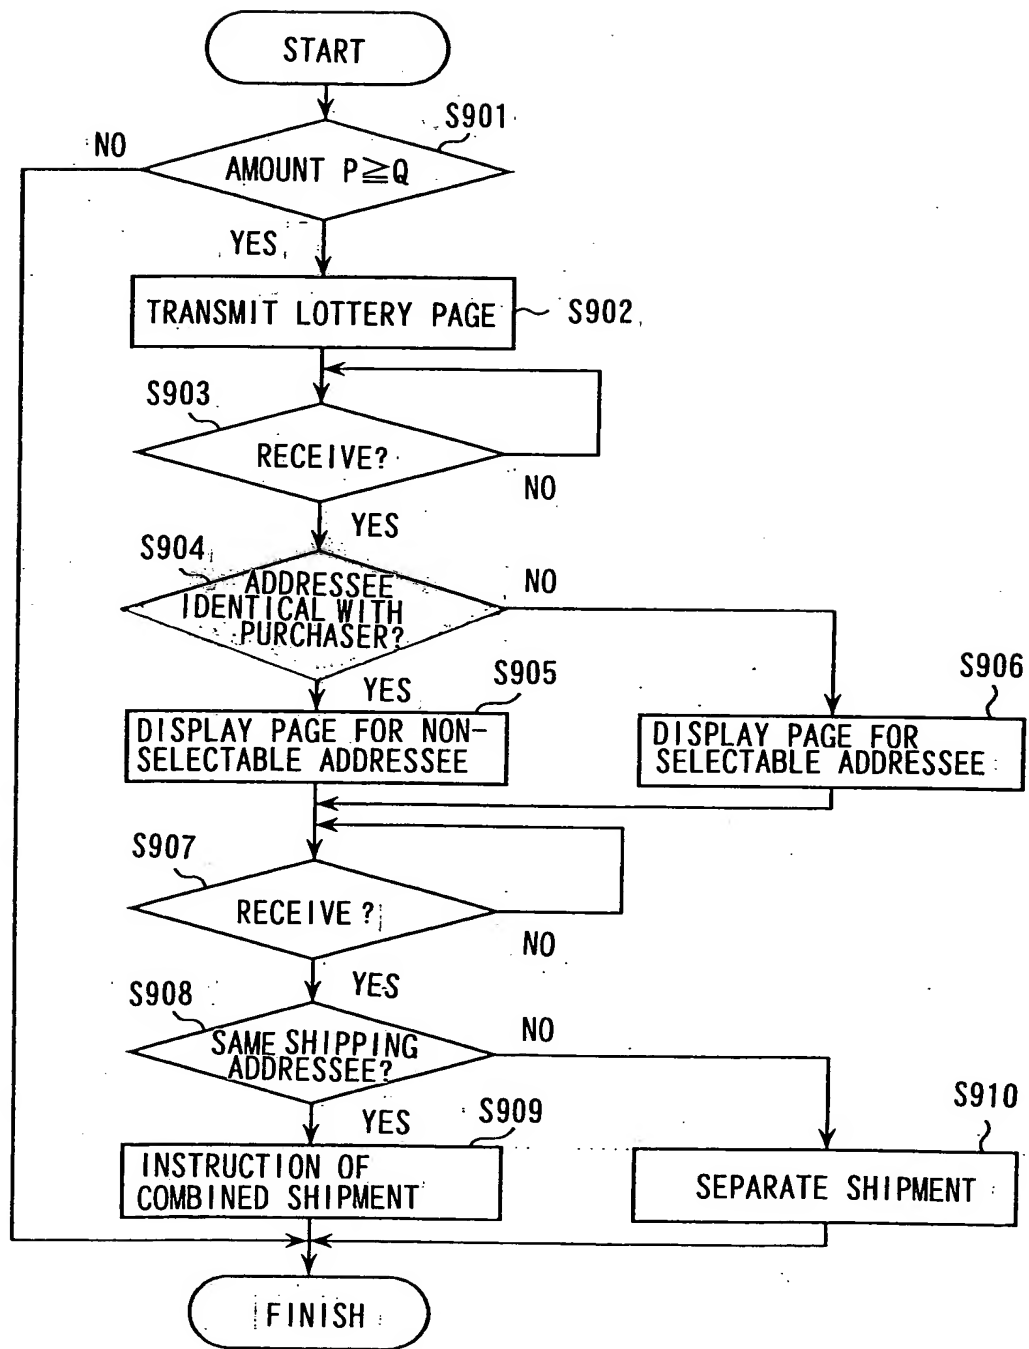 START
S901
NO
AMOUNT P≧Q
YES
TRANSMIT LOTTERY PAGE
S902
S903
RECEIVE?
NO
YES
S904
ADDRESSEE
IDENTICAL WITH
PURCHASER?
NO
YES
S905
S906
DISPLAY PAGE FOR NON-
SELECTABLE ADDRESSEE
DISPLAY PAGE FOR
SELECTABLE ADDRESSEE
S907
RECEIVE?
NO
YES
S908
SAME SHIPPING
ADDRESSEE?
NO
YES
S909
S910
INSTRUCTION OF
COMBINED SHIPMENT
SEPARATE SHIPMENT
FINISH